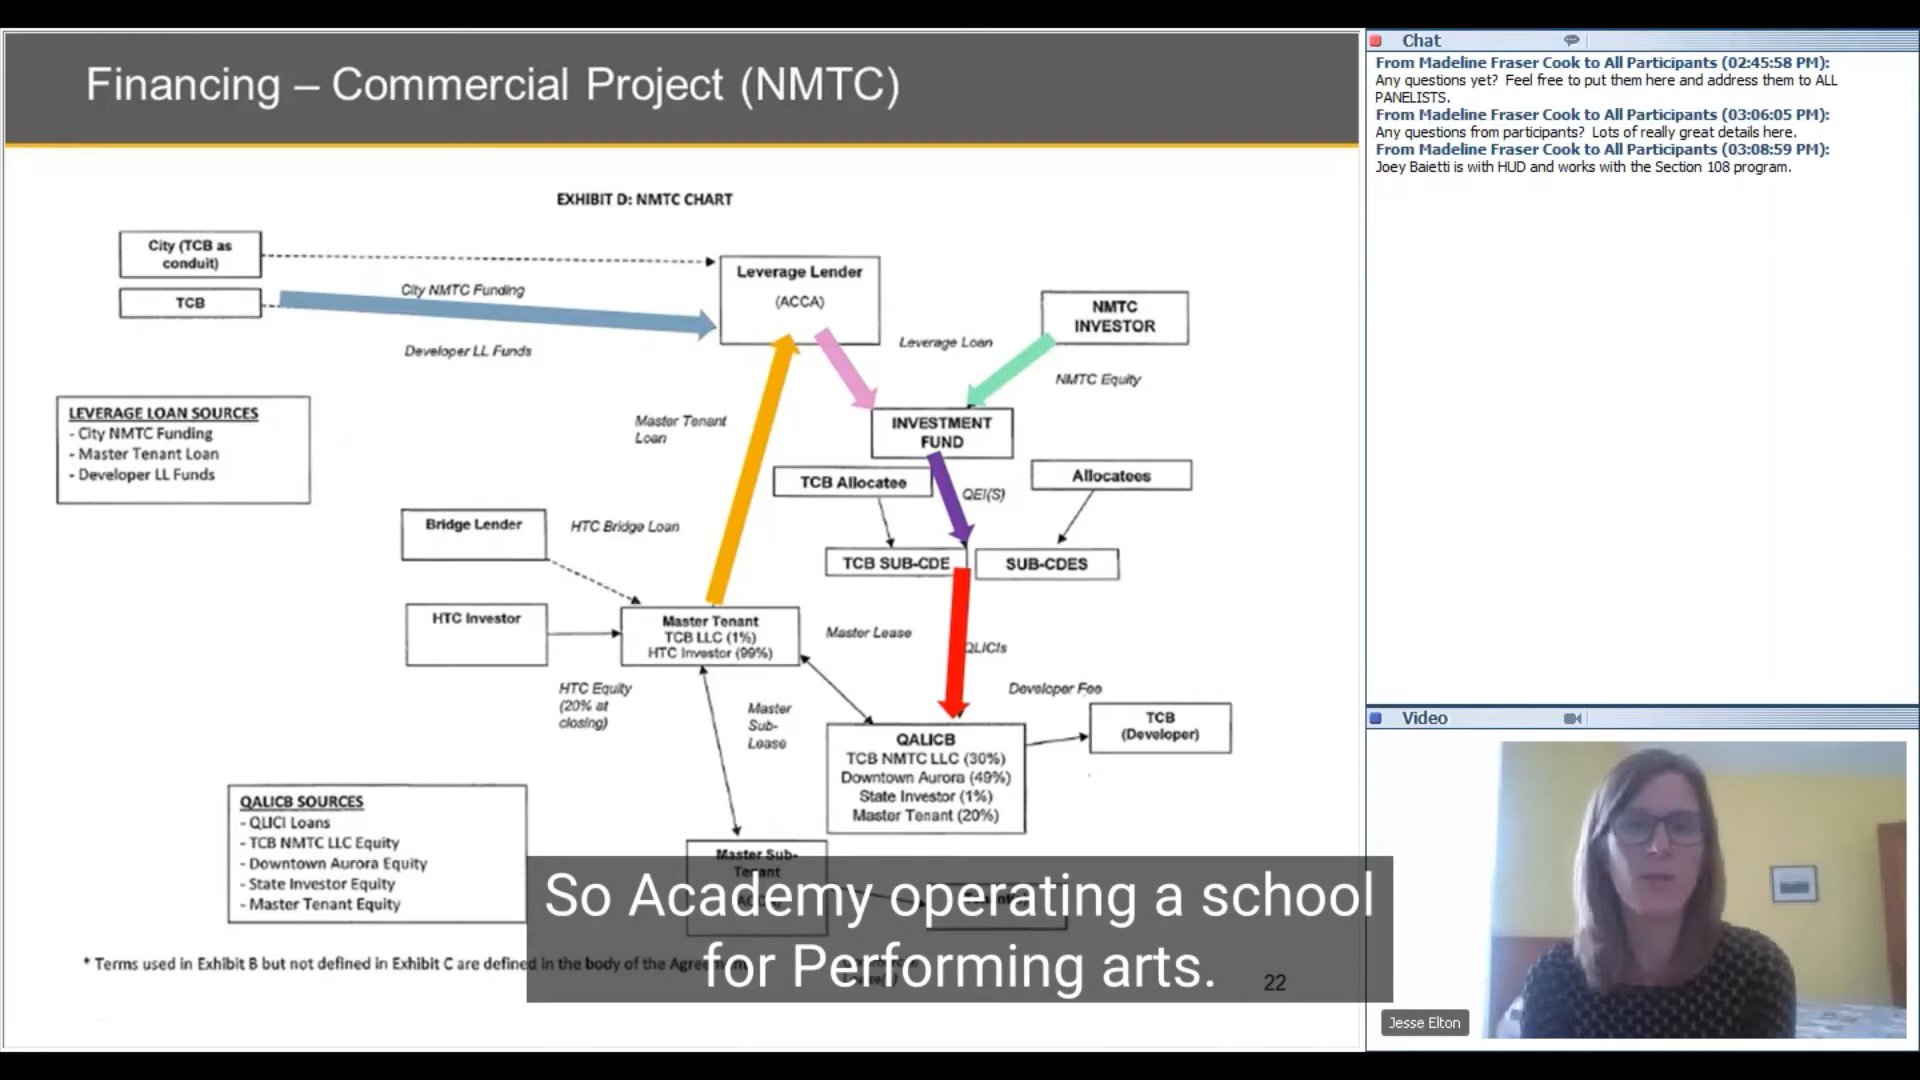 Financing – Commercial Project (NMTC)
EXHIBIT D: NMTC CHART
City (TCB as
conduit)
TCB
City NMTC Funding
Developer LL Funds
Leverage Lender
(ACCA)
Leverage Loan
NMTC
INVESTOR
NMTC Equity
LEVERAGE LOAN SOURCES
- City NMTC Funding
- Master Tenant Loan
- Developer LL Funds
Master Tenant
Loan
INVESTMENT
FUND
TCB Allocatee
QEI(S)
Allocatees
Bridge Lender
HTC Bridge Loan
TCB SUB-CDE
SUB-CDES
HTC Investor
Master Tenant
TCB LLC (1%)
HTC Investor (99%)
Master Lease
QLICIs
HTC Equity
(20% at
closing)
Master
Sub-
Lease
Developer Fee
TCB
(Developer)
QALICB
TCB NMTC LLC (30%)
Downtown Aurora (49%)
State Investor (1%)
Master Tenant (20%)
QALICB SOURCES
- QLICI Loans
- TCB NMTC LLC Equity
- Downtown Aurora Equity
- State Investor Equity
- Master Tenant Equity
Master Sub-
Tenant
* Terms used in Exhibit B but not defined in Exhibit C are defined in the body of the
22
So Academy operating a school
for Performing arts.
Chat
From Madeline Fraser Cook to All Participants (02:45:58 PM):
Any questions yet? Feel free to put them here and address them to ALL
PANELISTS.
From Madeline Fraser Cook to All Participants (03:06:05 PM):
Any questions from participants? Lots of really great details here.
From Madeline Fraser Cook to All Participants (03:08:59 PM):
Joey Baietti is with HUD and works with the Section 108 program.
Video
Jesse Elton